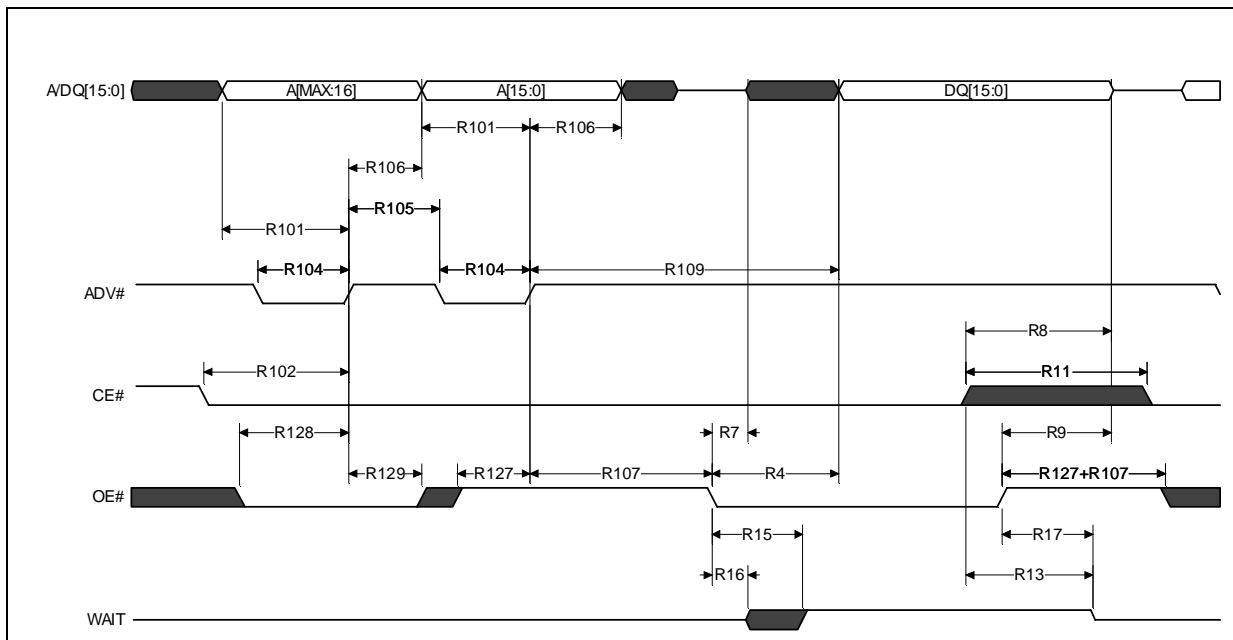 A/DQ[15:0] A[MAX:16] A[15:0] DQ[15:0]
R101 R106
R106
R105
R101
R104 R104 R109
ADV#
R8
R102 R11
CE#
R128 R7 R9
R129 R127 R107 R4 R127+R107
OE#
R15 R17
R16 R13
WAIT